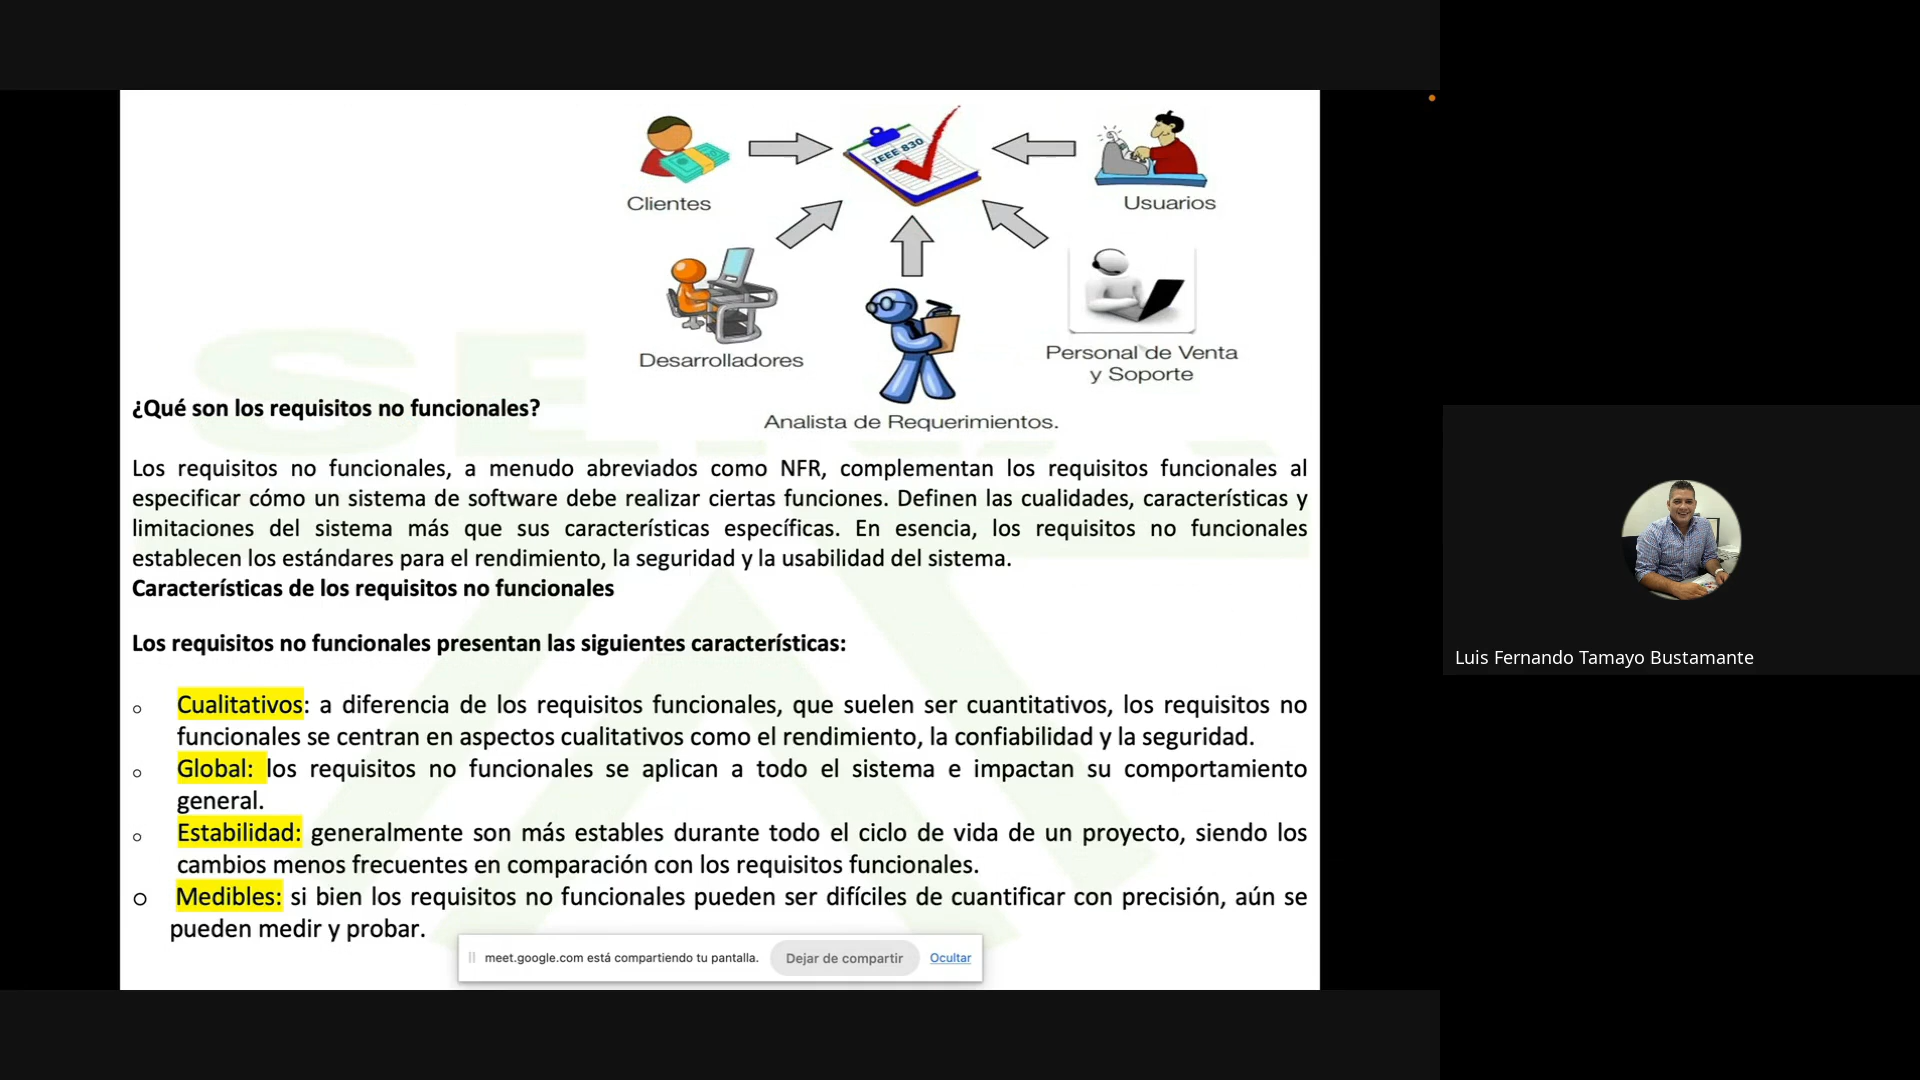 IEEE 830
Clientes
Usuarios
Desarrolladores
Personal de Venta
y Soporte
Analista de Requerimientos.
¿Qué son los requisitos no funcionales?
Los requisitos no funcionales, a menudo abreviados como NFR, complementan los requisitos funcionales al
especificar cómo un sistema de software debe realizar ciertas funciones. Definen las cualidades, características y
limitaciones del sistema más que sus características específicas. En esencia, los requisitos no funcionales
establecen los estándares para el rendimiento, la seguridad y la usabilidad del sistema.
Características de los requisitos no funcionales
Los requisitos no funcionales presentan las siguientes características:
Cualitativos: a diferencia de los requisitos funcionales, que suelen ser cuantitativos, los requisitos no
funcionales se centran en aspectos cualitativos como el rendimiento, la confiabilidad y la seguridad.
Global: los requisitos no funcionales se aplican a todo el sistema e impactan su comportamiento
general.
Estabilidad: generalmente son más estables durante todo el ciclo de vida de un proyecto, siendo los
cambios menos frecuentes en comparación con los requisitos funcionales.
Medibles: si bien los requisitos no funcionales pueden ser difíciles de cuantificar con precisión, aún se
pueden medir y probar.
meet.google.com está compartiendo tu pantalla. Dejar de compartir Ocultar
Luis Fernando Tamayo Bustamante